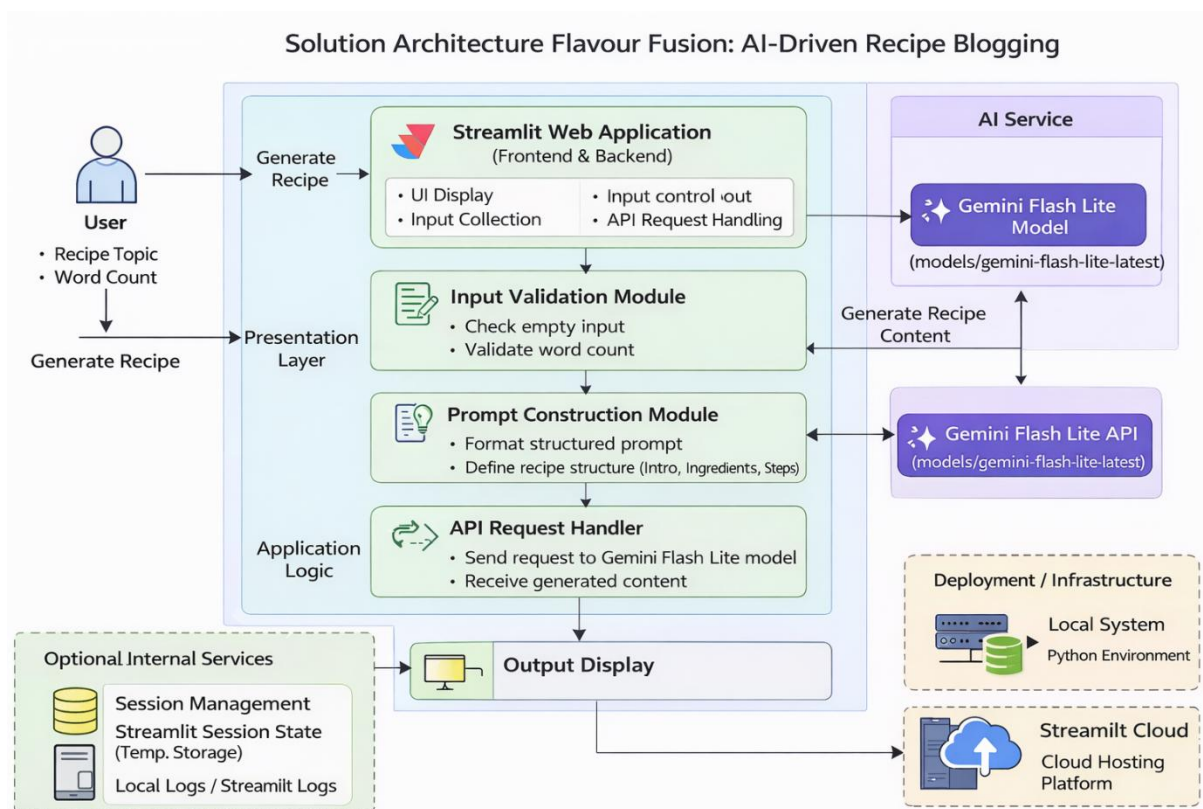 Solution Architecture Flavour Fusion: AI-Driven Recipe Blogging
User
• Recipe Topic
• Word Count
Generate Recipe
Generate
Recipe
Presentation
Layer
Application
Logic
Streamlit Web Application
(Frontend & Backend)
• UI Display
• Input Collection
• Input control ›out
• API Request Handling
Input Validation Module
• Check empty input
• Validate word count
Prompt Construction Module
• Format structured prompt
• Define recipe structure (Intro, Ingredients, Steps)
API Request Handler
• Send request to Gemini Flash Lite model
• Receive generated content
Output Display
AI Service
Gemini Flash Lite
Model
(models/gemini-flash-lite-latest)
Generate Recipe
Content
Gemini Flash Lite API
(models/gemini-flash-lite-latest)
Optional Internal Services
Session Management
Streamlit Session State
(Temp. Storage)
Local Logs / Streamilt Logs
Deployment / Infrastructure
Local System
Python Environment
Streamilt Cloud
Cloud Hosting
Platform